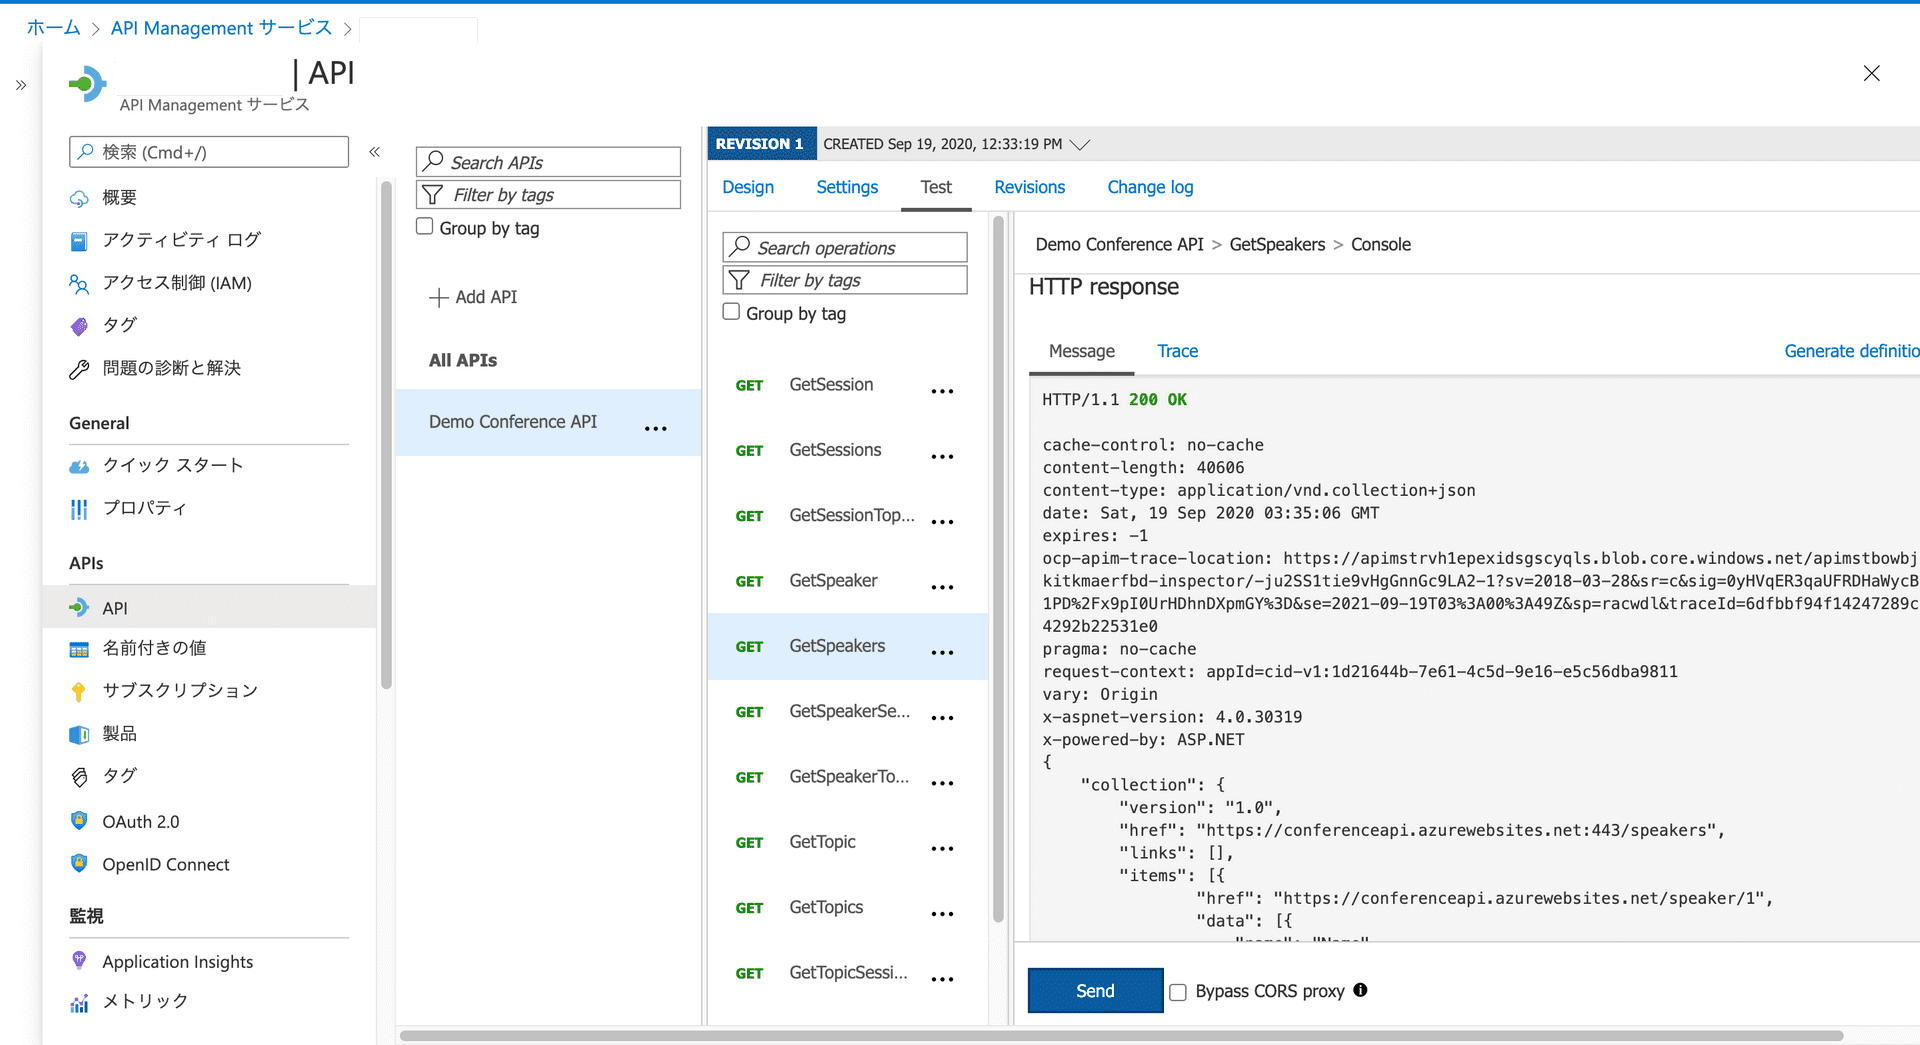 ホーム > API Management サービス >
| API
API Management サービス
検索 (Cmd+/)
概要
アクティビティ ログ
アクセス制御 (IAM)
タグ
問題の診断と解決
General
クイック スタート
プロパティ
APIs
API
名前付きの値
サブスクリプション
製品
タグ
OAuth 2.0
OpenID Connect
監視
Application Insights
メトリック
Search APIs
Filter by tags
Group by tag
Add API
All APIs
Demo Conference API ...
REVISION 1 CREATED Sep 19, 2020, 12:33:19 PM
Design Settings Test Revisions Change log
Search operations
Filter by tags
Group by tag
GET GetSession ...
GET GetSessions ...
GET GetSessionTop... ...
GET GetSpeaker ...
GET GetSpeakers ...
GET GetSpeakerSe... ...
GET GetSpeakerTo... ...
GET GetTopic ...
GET GetTopics ...
GET GetTopicSessi... ...
Demo Conference API > GetSpeakers > Console
HTTP response
Message Trace Generate definitio
HTTP/1.1 200 OK
cache-control: no-cache
content-length: 40606
content-type: application/vnd.collection+json
date: Sat, 19 Sep 2020 03:35:06 GMT
expires: -1
ocp-apim-trace-location: https://apimstrvh1epexidsgscyqls.blob.core.windows.net/apimstbowbj
kitkmaerfbd-inspector/-ju2SS1tie9vHgGnnGc9LA2-1?sv=2018-03-28&sr=c&sig=0yHVqER3qaUFRDHaWycB
1PD%2Fx9pI0UrHDhnDXpmGY%3D&se=2021-09-19T03%3A00%3A49Z&sp=racwdl&traceId=6dfbbf94f14247289c
4292b22531e0
pragma: no-cache
request-context: appId=cid-v1:1d21644b-7e61-4c5d-9e16-e5c56dba9811
vary: Origin
x-aspnet-version: 4.0.30319
x-powered-by: ASP.NET
{
"collection": {
"version": "1.0",
"href": "https://conferenceapi.azurewebsites.net:443/speakers",
"links": [],
"items": [{
"href": "https://conferenceapi.azurewebsites.net/speaker/1",
"data": [{
"name": "Name"
Send Bypass CORS proxy